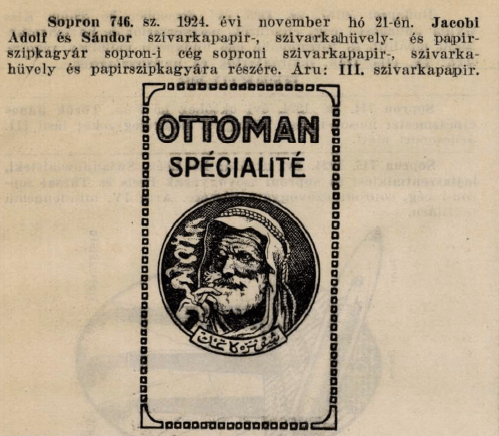 Sopron 746. sz. 1924. évi november hó 21-én. Jacobi
Adolf és Sándor szivarkapapir-, szivarkahüvely- és papir-
szipkagyár sopron-i cég soproni szivarkapapir-, szivarka-
hüvely és papirszipkagyára részére. Áru: III. szivarkapapir.
OTTOMAN
SPÉCIALITÉ